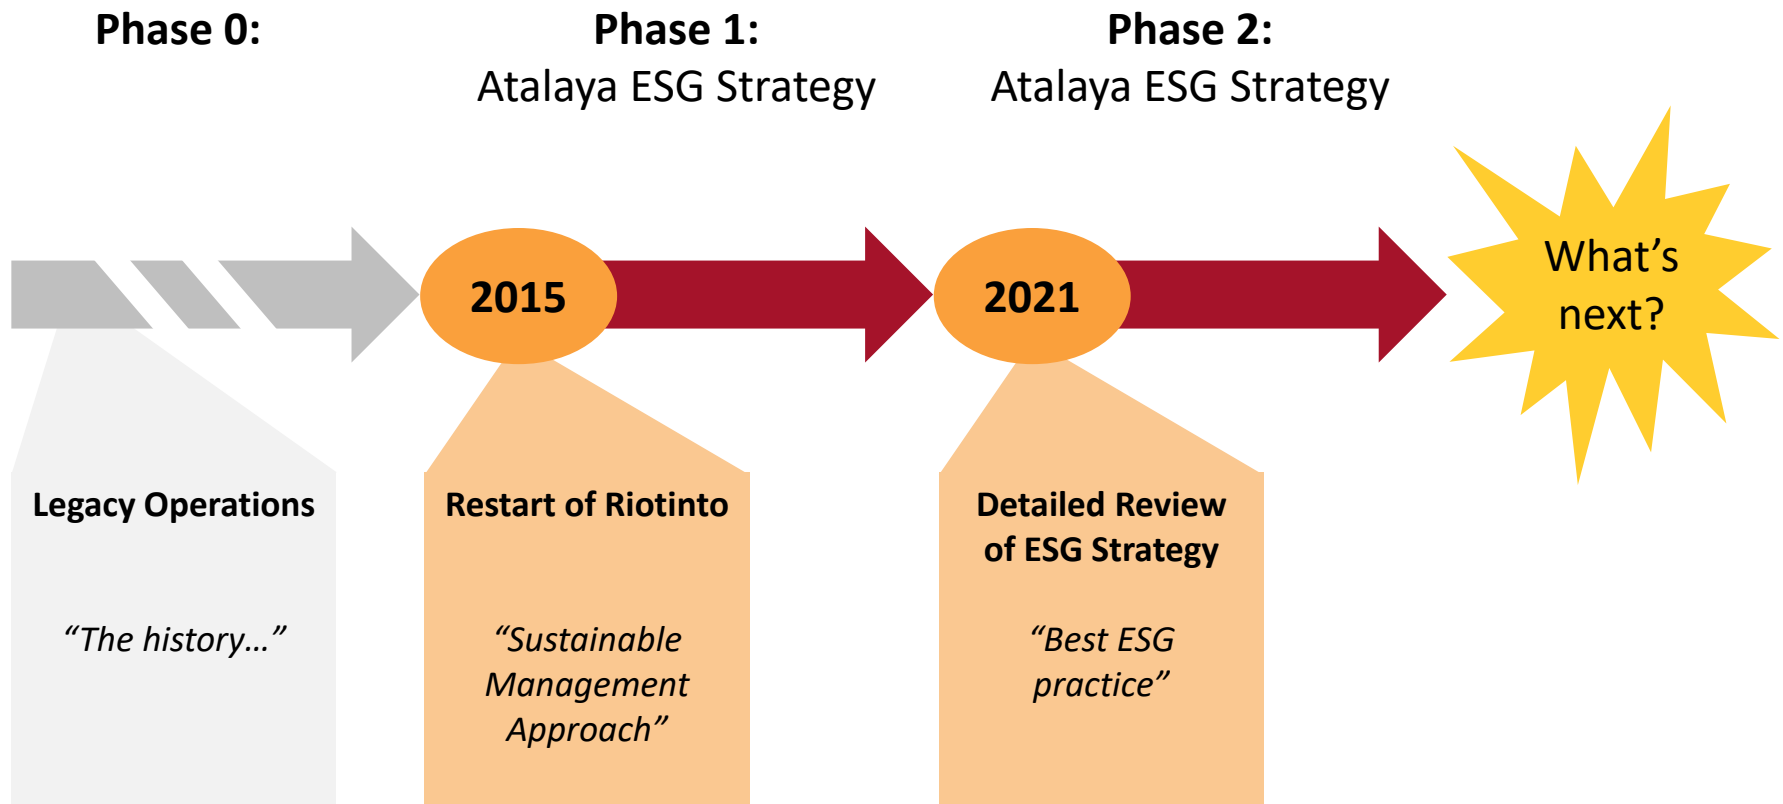 Phase 0:
Phase 1:
Atalaya ESG Strategy
Phase 2:
Atalaya ESG Strategy
2015
2021
What’s
next?
Legacy Operations
“The history…”
Restart of Riotinto
“Sustainable
Management
Approach”
Detailed Review
of ESG Strategy
“Best ESG
practice”